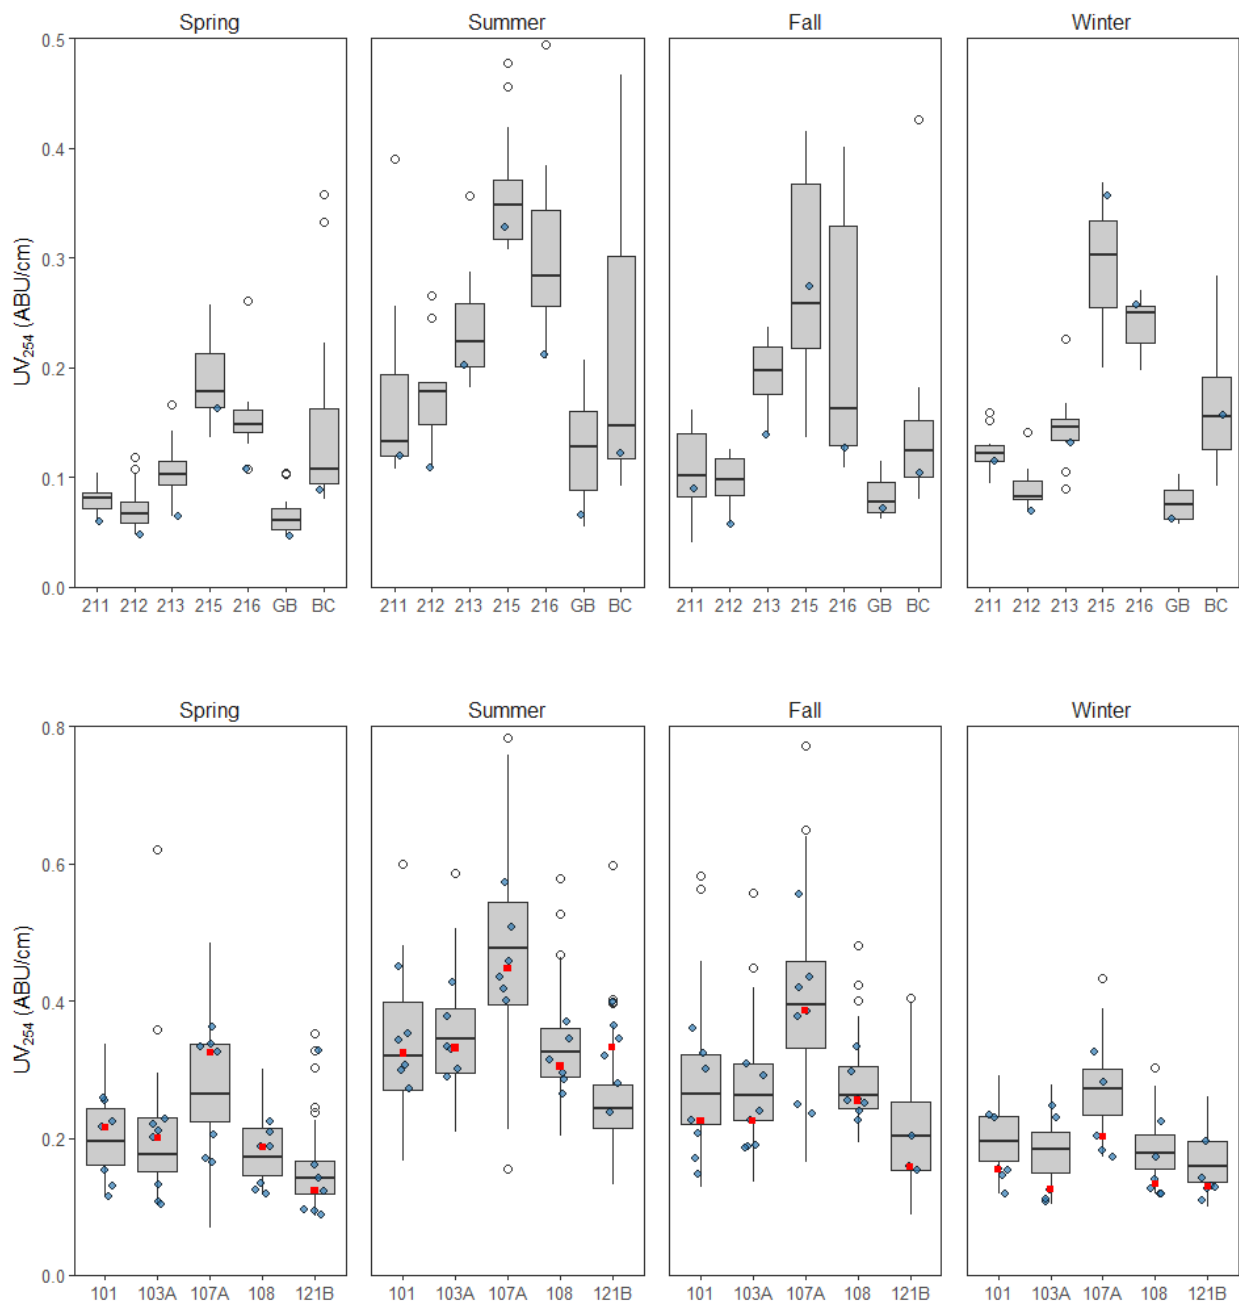 Spring Summer Fall Winter
0.5
0.4
0.3
0.2
0.1
0.0
UV254 (ABU/cm)
211 212 213 215 216 GB BC 211 212 213 215 216 GB BC 211 212 213 215 216 GB BC 211 212 213 215 216 GB BC
Spring Summer Fall Winter
0.8
0.6
0.4
0.2
0.0
UV254 (ABU/cm)
101 103A 107A 108 121B 101 103A 107A 108 121B 101 103A 107A 108 121B 101 103A 107A 108 121B